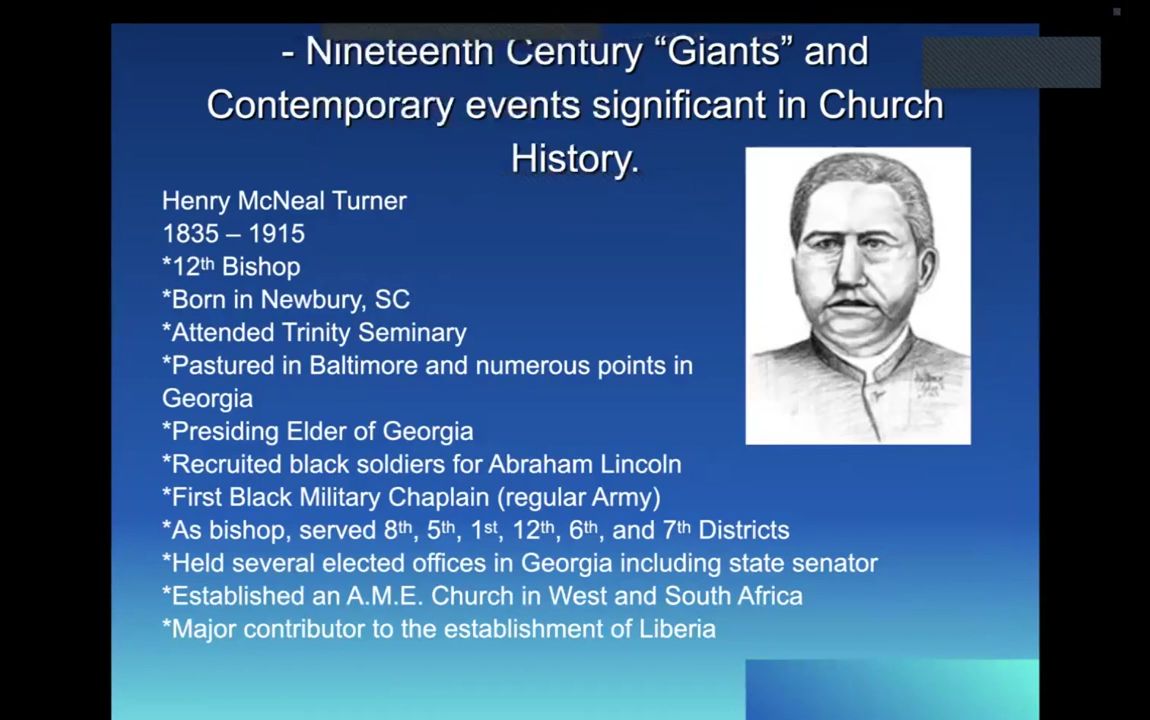 - Nineteenth Century “Giants” and
Contemporary events significant in Church
History.
Henry McNeal Turner
1835 – 1915
*12th Bishop
*Born in Newbury, SC
*Attended Trinity Seminary
*Pastured in Baltimore and numerous points in
Georgia
*Presiding Elder of Georgia
*Recruited black soldiers for Abraham Lincoln
*First Black Military Chaplain (regular Army)
*As bishop, served 8th, 5th, 1st, 12th, 6th, and 7th Districts
*Held several elected offices in Georgia including state senator
*Established an A.M.E. Church in West and South Africa
*Major contributor to the establishment of Liberia